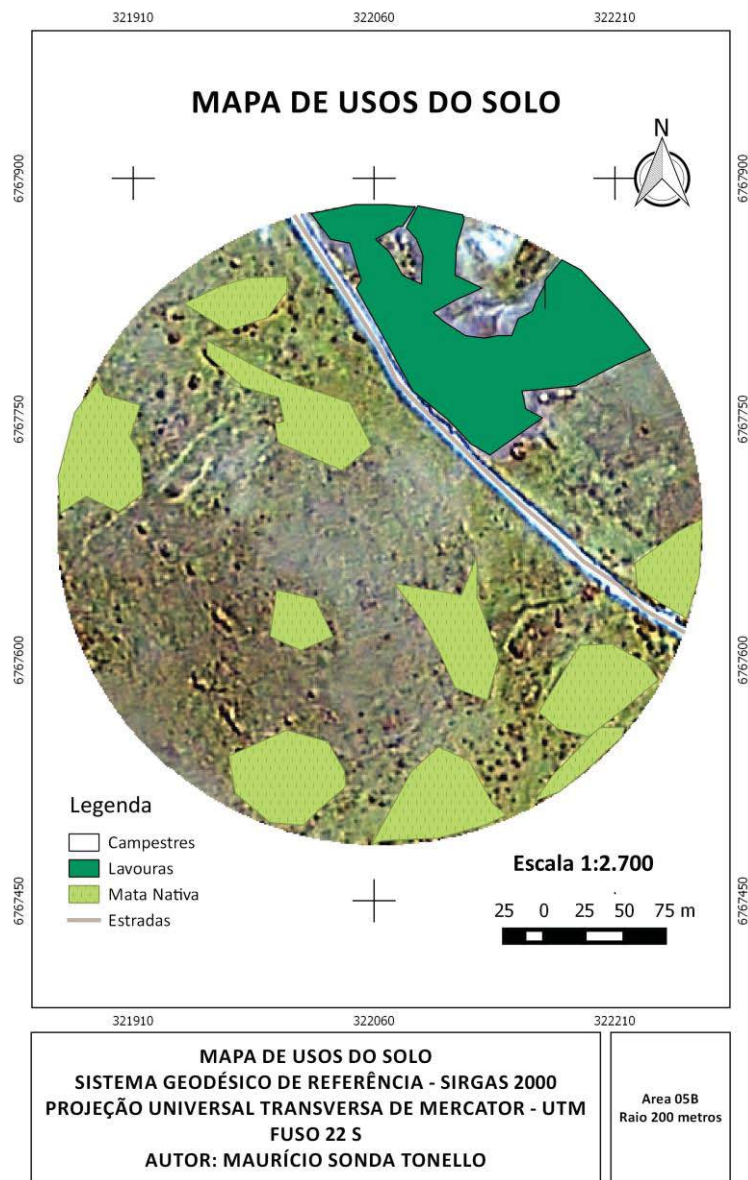 321910 322060 322210
MAPA DE USOS DO SOLO
N
6767900 6767900
6767750 6767750
6767600 6767600
Legenda
Campestres
Lavouras
Mata Nativa
Estradas
Escala 1:2.700
25 0 25 50 75 m
6767450 6767450
321910 322060 322210
MAPA DE USOS DO SOLO
SISTEMA GEODÉSICO DE REFERÊNCIA - SIRGAS 2000
PROJEÇÃO UNIVERSAL TRANSVERSA DE MERCATOR - UTM
FUSO 22 S
AUTOR: MAURÍCIO SONDA TONELLO
Area 05B
Raio 200 metros